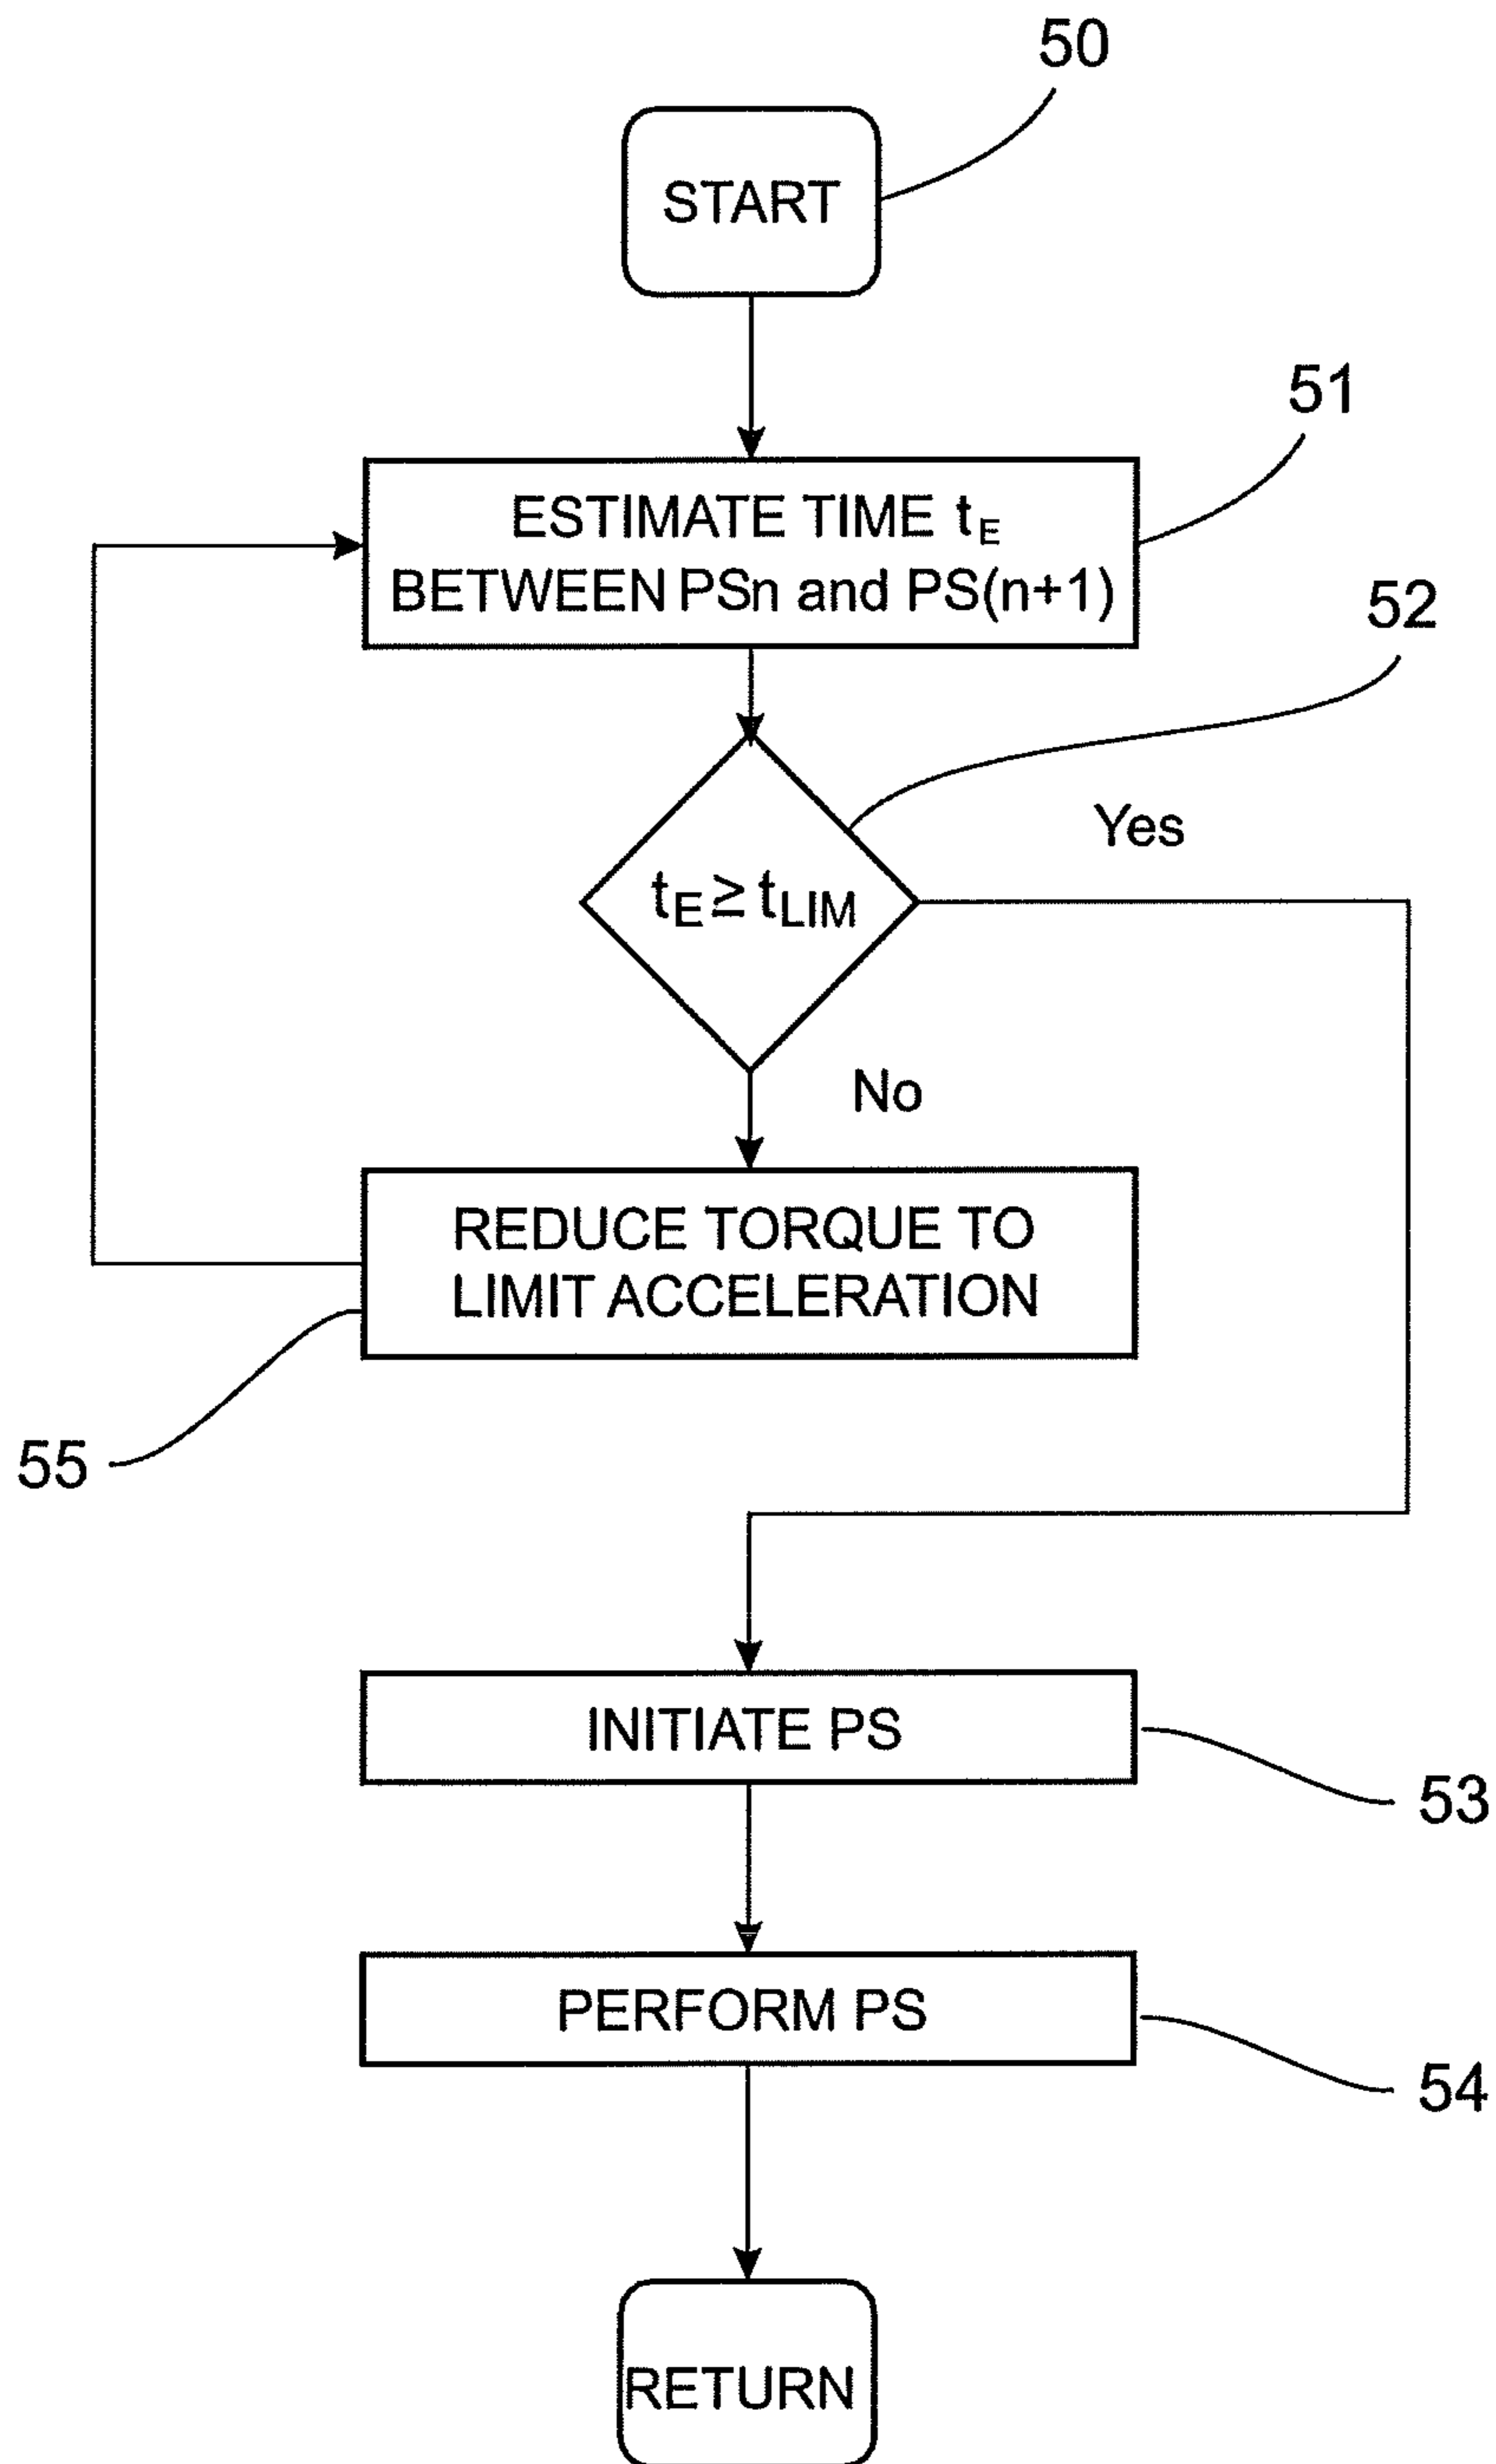 50
START
51
ESTIMATE TIME tE
BETWEEN PSn and PS(n+1)
52
Yes
tE ≥ tLIM
No
REDUCE TORQUE TO
LIMIT ACCELERATION
55
INITIATE PS
53
PERFORM PS
54
RETURN